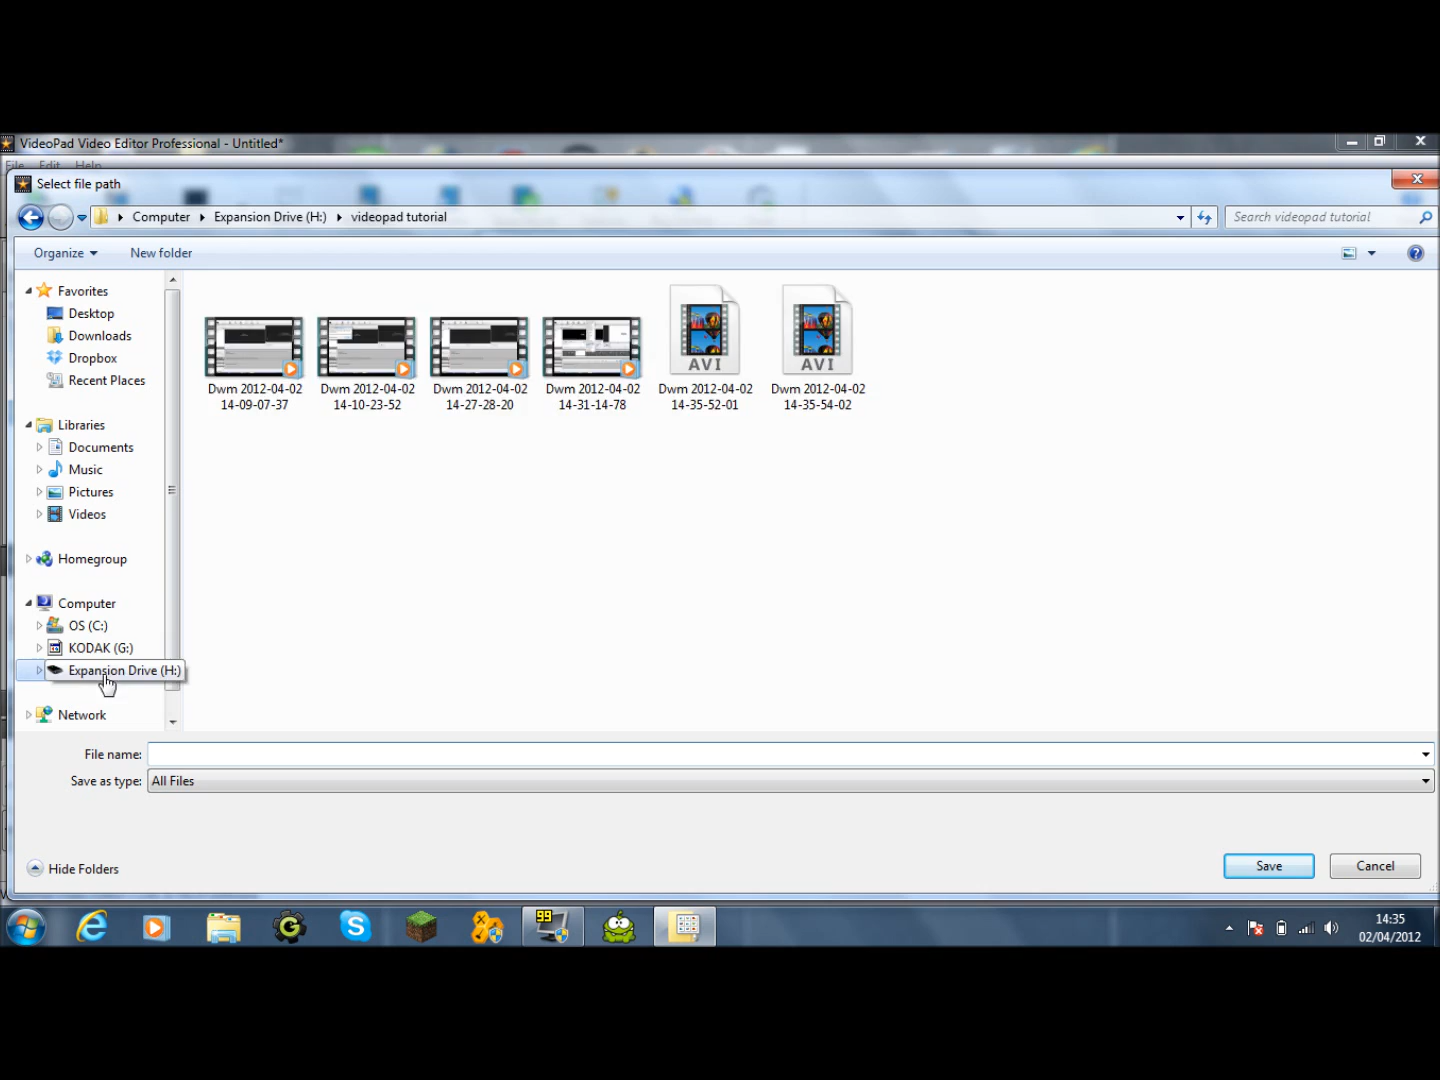 VideoPad Video Editor Professional - Untitled*
File Edit Help
Select file path
Computer Expansion Drive (H:) videopad tutorial
Search videopad tutorial
Organize New folder
Favorites
Desktop
Downloads
Dropbox
Recent Places
Libraries
Documents
Music
Pictures
Videos
Homegroup
Computer
OS (C:)
KODAK (G:)
Expansion Drive (H:)
Network
AVI AVI
Dwm 2012-04-02 Dwm 2012-04-02 Dwm 2012-04-02 Dwm 2012-04-02 Dwm 2012-04-02 Dwm 2012-04-02
14-09-07-37 14-10-23-52 14-27-28-20 14-31-14-78 14-35-52-01 14-35-54-02
File name:
Save as type: All Files
Hide Folders
Save Cancel
99
14:35
02/04/2012